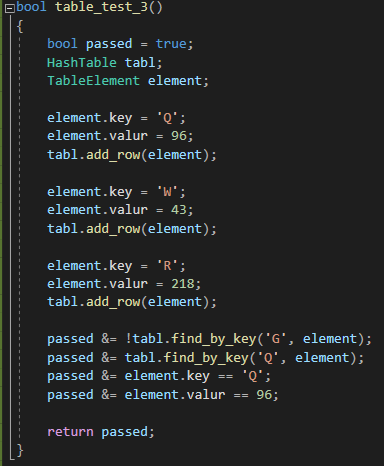 bool table_test_3()
{
bool passed = true;
HashTable tabl;
TableElement element;
element.key = 'Q';
element.valur = 96;
tabl.add_row(element);
element.key = 'W';
element.valur = 43;
tabl.add_row(element);
element.key = 'R';
element.valur = 218;
tabl.add_row(element);
passed &= !tabl.find_by_key('G', element);
passed &= tabl.find_by_key('Q', element);
passed &= element.key == 'Q';
passed &= element.valur == 96;
return passed;
}